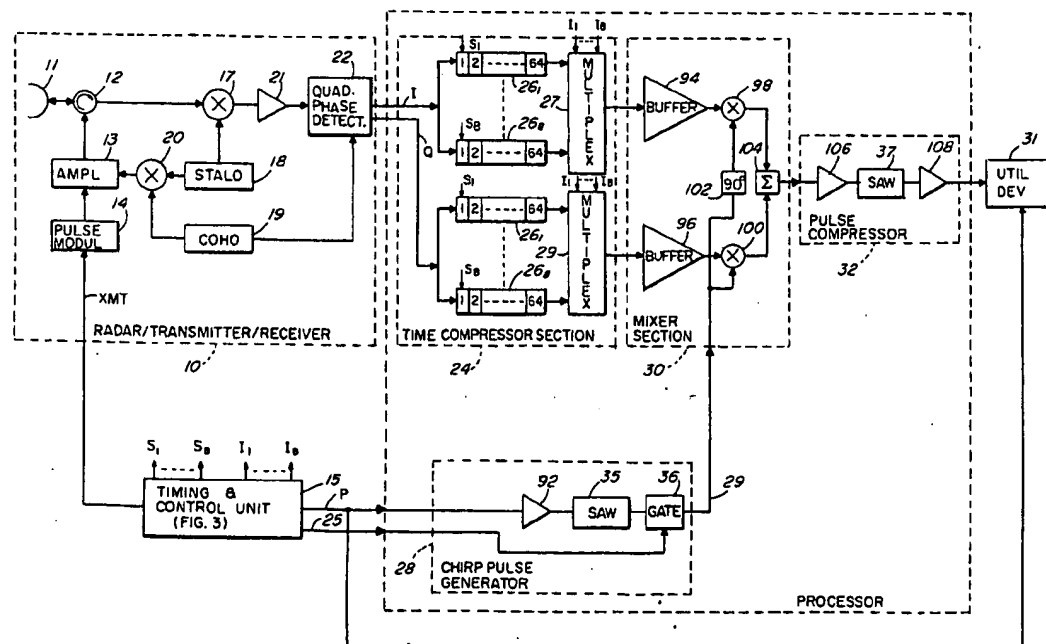 11
12
17
21
22
QUAD.
PHASE
DETECT.
13
AMPL
20
STALO
18
14
PULSE
MODUL
COHO
19
XMT
RADAR/TRANSMITTER/RECEIVER
10
I
Q
S1
1 2 64
26₁
S8
1 2 64
26₈
I1 I8
MULTIPLEX
27
S1
1 2 64
26₁
S8
1 2 64
26₈
I1 I8
MULTIPLEX
29
TIME COMPRESSOR SECTION
24
94
BUFFER
98
104
Σ
102
90°
96
BUFFER
100
MIXER
SECTION
30
106
37
SAW
108
PULSE
COMPRESSOR
32
31
UTIL
DEV
S1 S8 I1 I8
TIMING &
CONTROL UNIT
(FIG. 3)
15
P
25
92
35
SAW
36
GATE
29
28
CHIRP PULSE
GENERATOR
PROCESSOR